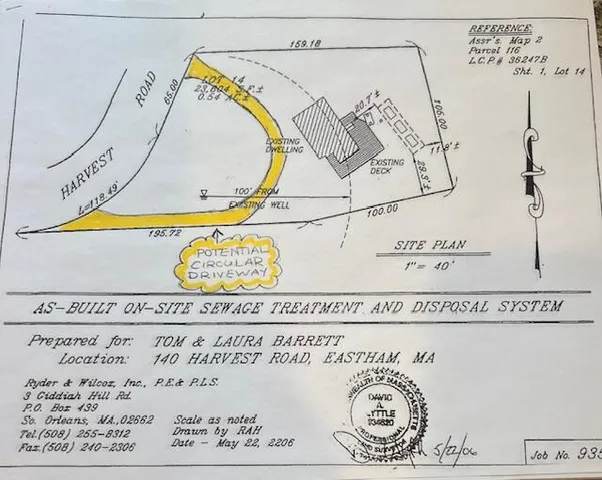 REFERENCE:
Assr's. Map 2
Parcel 116
L.C.P.# 36247B
Sht. 1, Lot 14
159.18
ROAD
65.00
LOT 14
23,604 S.F.±
0.54 AC.±
20.7'±
105.00
EXISTING
DWELLING
11.8'±
EXISTING
DECK
29.3'±
HARVEST
L=118.49'
100' FROM
EXISTING WELL
100.00
195.72
POTENTIAL
CIRCULAR
DRIVEWAY
SITE PLAN
1"= 40'
AS-BUILT ON-SITE SEWAGE TREATMENT AND DISPOSAL SYSTEM
Prepared for: TOM & LAURA BARRETT
Location: 140 HARVEST ROAD, EASTHAM, MA
Ryder & Wilcox, Inc., P.E.& P.L.S.
3 Giddiah Hill Rd.
P.O. Box 439
So. Orleans, MA.,02662
Tel.(508) 255-8312
Fax.(508) 240-2306
Scale as noted
Drawn by RAH
Date - May 22, 2206
DAVID
A.
LYTTLE
5/22/06
Job No. 935